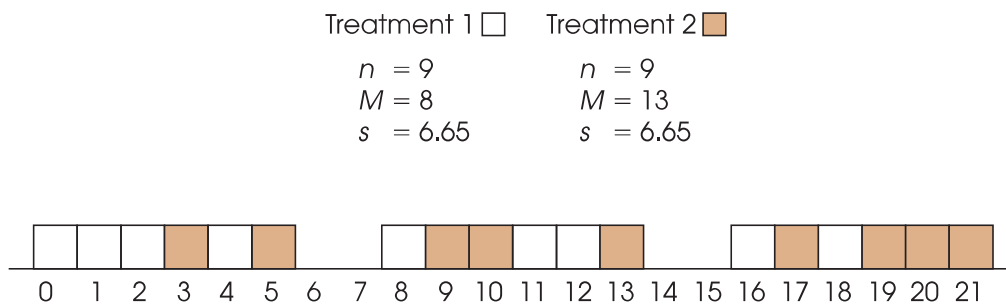 Treatment 1 Treatment 2
n = 9 n = 9
M = 8 M = 13
s = 6.65 s = 6.65
0 1 2 3 4 5 6 7 8 9 10 11 12 13 14 15 16 17 18 19 20 21